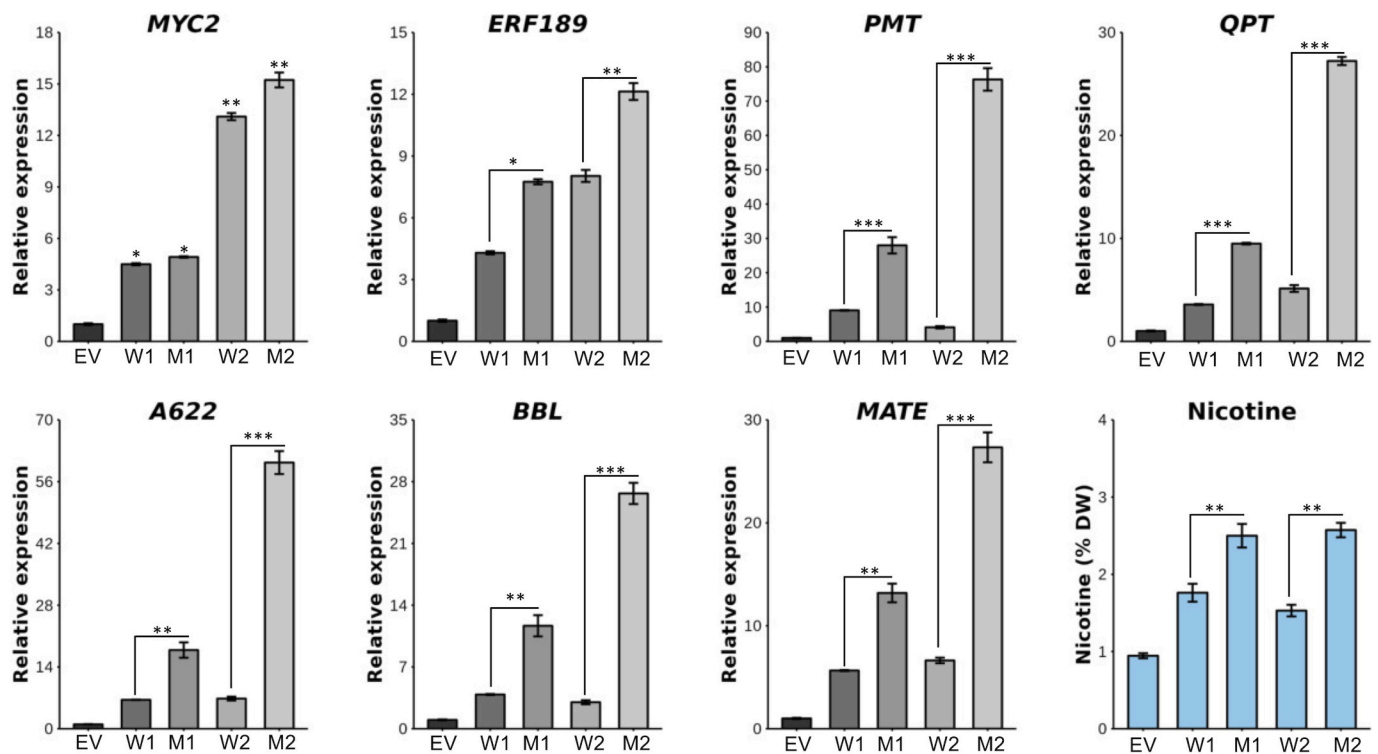 MYC2
Relative expression
18
15
12
9
6
3
0
*
*
**
**
EV W1 M1 W2 M2
ERF189
Relative expression
15
12
9
6
3
0
*
**
EV W1 M1 W2 M2
PMT
Relative expression
90
80
70
60
50
40
30
20
10
0
***
***
EV W1 M1 W2 M2
QPT
Relative expression
30
20
10
0
***
***
EV W1 M1 W2 M2
A622
Relative expression
70
56
42
28
14
0
**
***
EV W1 M1 W2 M2
BBL
Relative expression
35
28
21
14
7
0
**
***
EV W1 M1 W2 M2
MATE
Relative expression
30
20
10
0
**
***
EV W1 M1 W2 M2
Nicotine
Nicotine (% DW)
4
3
2
1
0
**
**
EV W1 M1 W2 M2